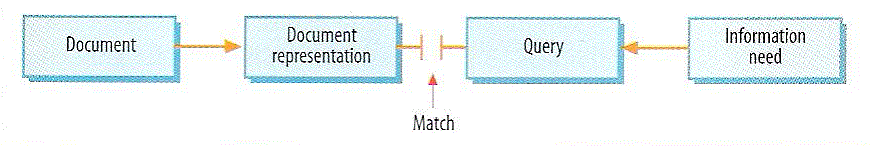 Document
Document
representation
Query
Information
need
Match